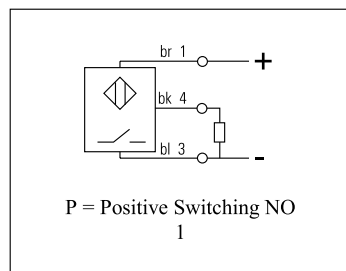 br 1 +
bk 4
bl 3 -
P = Positive Switching NO
1